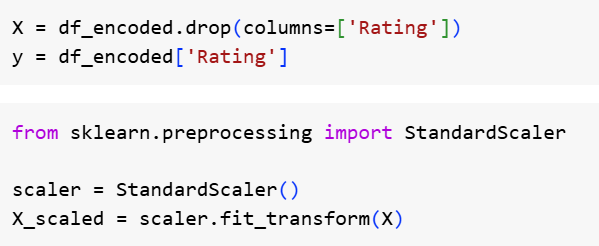 X = df_encoded.drop(columns=['Rating'])
y = df_encoded['Rating']
from sklearn.preprocessing import StandardScaler
scaler = StandardScaler()
X_scaled = scaler.fit_transform(X)